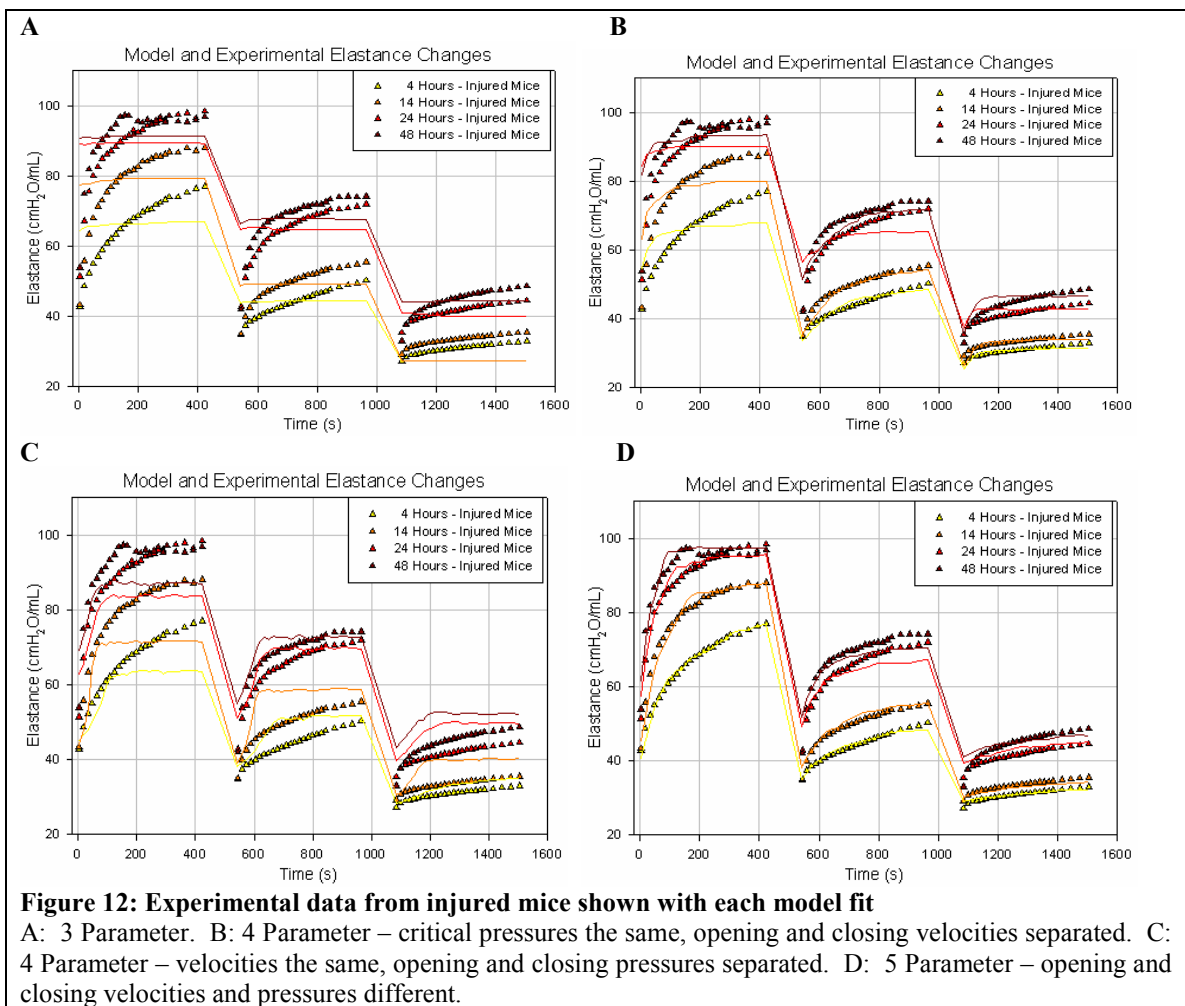 A
Model and Experimental Elastance Changes
4 Hours - Injured Mice
14 Hours - Injured Mice
24 Hours - Injured Mice
48 Hours - Injured Mice
Elastance (cmH₂O/mL)
100
80
60
40
20
0 200 400 600 800 1000 1200 1400 1600
Time (s)
B
Model and Experimental Elastance Changes
4 Hours - Injured Mice
14 Hours - Injured Mice
24 Hours - Injured Mice
48 Hours - Injured Mice
Elastance (cmH₂O/mL)
100
80
60
40
20
0 200 400 600 800 1000 1200 1400 1600
Time (s)
C
Model and Experimental Elastance Changes
4 Hours - Injured Mice
14 Hours - Injured Mice
24 Hours - Injured Mice
48 Hours - Injured Mice
Elastance (cmH₂O/mL)
100
80
60
40
20
0 200 400 600 800 1000 1200 1400 1600
Time (s)
D
Model and Experimental Elastance Changes
4 Hours - Injured Mice
14 Hours - Injured Mice
24 Hours - Injured Mice
48 Hours - Injured Mice
Elastance (cmH₂O/mL)
100
80
60
40
20
0 200 400 600 800 1000 1200 1400 1600
Time (s)
Figure 12: Experimental data from injured mice shown with each model fit
A: 3 Parameter. B: 4 Parameter – critical pressures the same, opening and closing velocities separated. C:
4 Parameter – velocities the same, opening and closing pressures separated. D: 5 Parameter – opening and
closing velocities and pressures different.